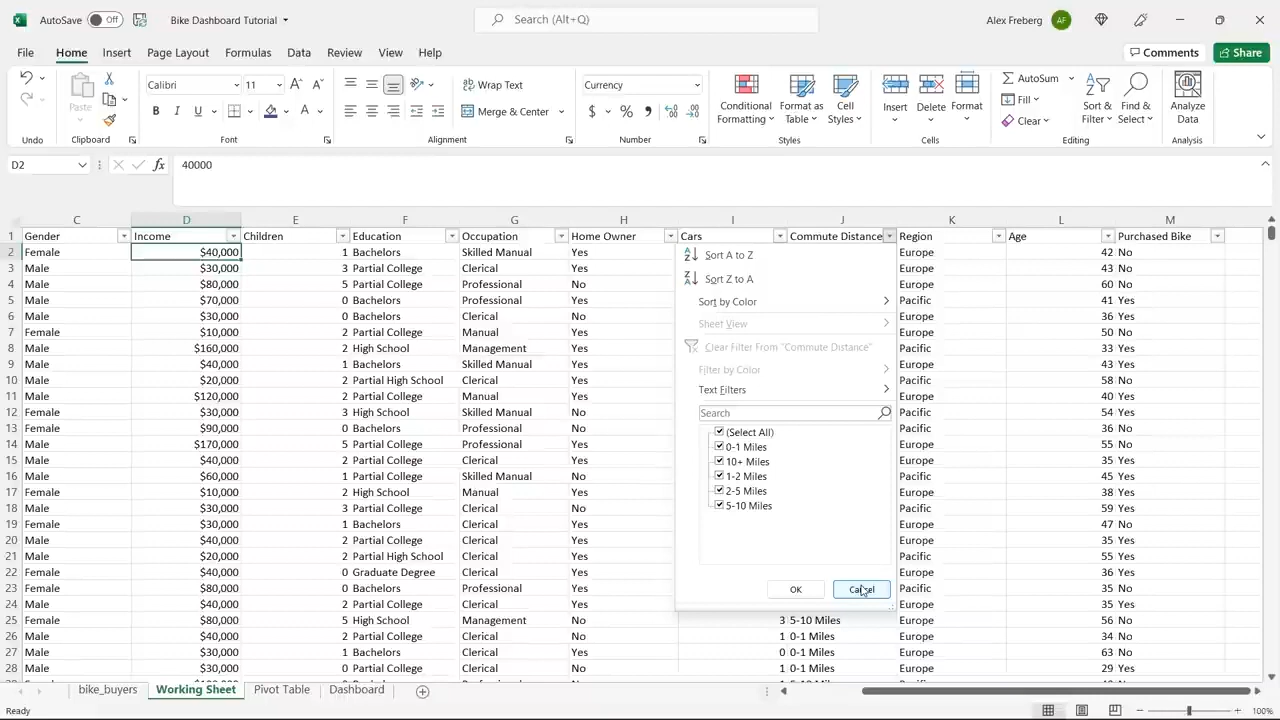 AutoSave Off Bike Dashboard Tutorial Search (Alt+Q) Alex Freberg AF
File Home Insert Page Layout Formulas Data Review View Help Comments Share
Undo
Paste
Clipboard
Calibri 11
Font
Wrap Text
Merge & Center
Alignment
Currency
Number
Conditional Formatting Format as Table Cell Styles
Styles
Insert Delete Format
Cells
AutoSum
Fill
Clear
Sort & Filter Find & Select
Editing
Analyze Data
Analysis
D2 fx 40000
C D E F G H I J K L M
1 Gender Income Children Education Occupation Home Owner Cars Commute Distance Region Age Purchased Bike
2 Female $40,000 1 Bachelors Skilled Manual Yes Europe 42 No
3 Male $30,000 3 Partial College Clerical Yes Europe 43 No
4 Male $80,000 5 Partial College Professional No Europe 60 No
5 Male $70,000 0 Bachelors Professional Yes Pacific 41 Yes
6 Male $30,000 0 Bachelors Clerical No Europe 36 Yes
7 Female $10,000 2 Partial College Manual Yes Europe 50 No
8 Male $160,000 2 High School Management Yes Pacific 33 Yes
9 Male $40,000 1 Bachelors Skilled Manual Yes Europe 43 Yes
10 Male $20,000 2 Partial High School Clerical Yes Pacific 58 No
11 Male $120,000 2 Partial College Manual Yes Europe 40 Yes
12 Female $30,000 3 High School Skilled Manual No Pacific 54 Yes
13 Female $90,000 0 Bachelors Professional No Pacific 36 No
14 Male $170,000 5 Partial College Professional Yes Europe 55 No
15 Male $40,000 2 Partial College Clerical Yes Europe 35 Yes
16 Male $60,000 1 Partial College Skilled Manual No Pacific 45 Yes
17 Female $10,000 2 High School Manual Yes Europe 38 Yes
18 Male $30,000 3 Partial College Clerical No Pacific 59 Yes
19 Female $30,000 1 Bachelors Clerical Yes Europe 47 No
20 Male $40,000 2 Partial College Clerical Yes Europe 35 Yes
21 Male $20,000 2 Partial High School Clerical Yes Pacific 55 Yes
22 Female $40,000 0 Graduate Degree Clerical Yes Europe 36 Yes
23 Female $80,000 0 Bachelors Professional Yes Pacific 35 No
24 Male $40,000 2 Partial College Clerical Yes Europe 35 Yes
25 Male $80,000 5 High School Management No 3 5-10 Miles Europe 56 No
26 Male $40,000 2 Partial College Clerical No 1 0-1 Miles Europe 34 No
27 Male $30,000 1 Bachelors Clerical Yes 0 0-1 Miles Europe 63 No
28 Male $30,000 0 Partial College Clerical No 1 0-1 Miles Europe 29 Yes
Sort A to Z
Sort Z to A
Sort by Color
Sheet View
Clear Filter From "Commute Distance"
Filter by Color
Text Filters
Search
(Select All)
0-1 Miles
10+ Miles
1-2 Miles
2-5 Miles
5-10 Miles
OK Cancel
bike_buyers Working Sheet Pivot Table Dashboard
Ready 100%